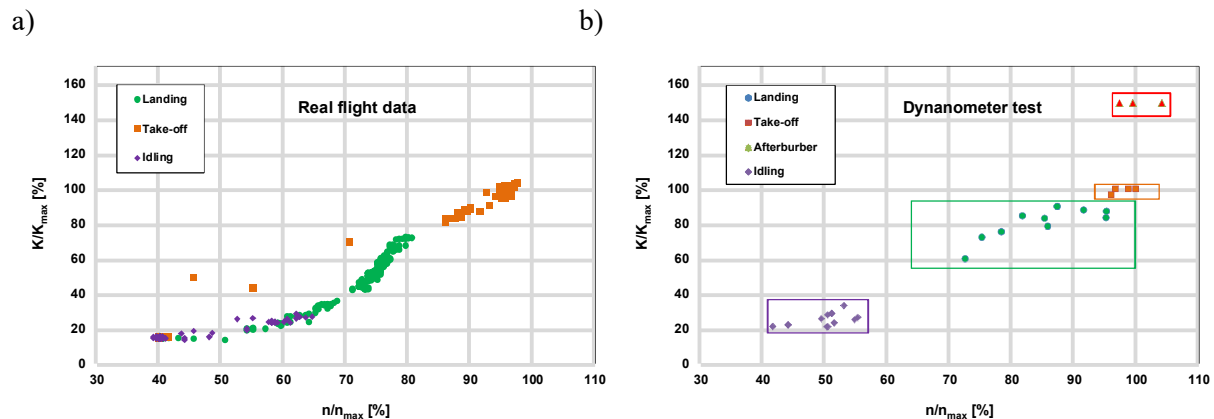 a)
160
140
120
100
80
60
40
20
0
K/Kmax [%]
Landing
Take-off
Idling
Real flight data
30 40 50 60 70 80 90 100 110
n/nmax [%]
b)
160
140
120
100
80
60
40
20
0
K/Kmax [%]
Landing
Take-off
Afterburber
Idling
Dynanometer test
30 40 50 60 70 80 90 100 110
n/nmax [%]